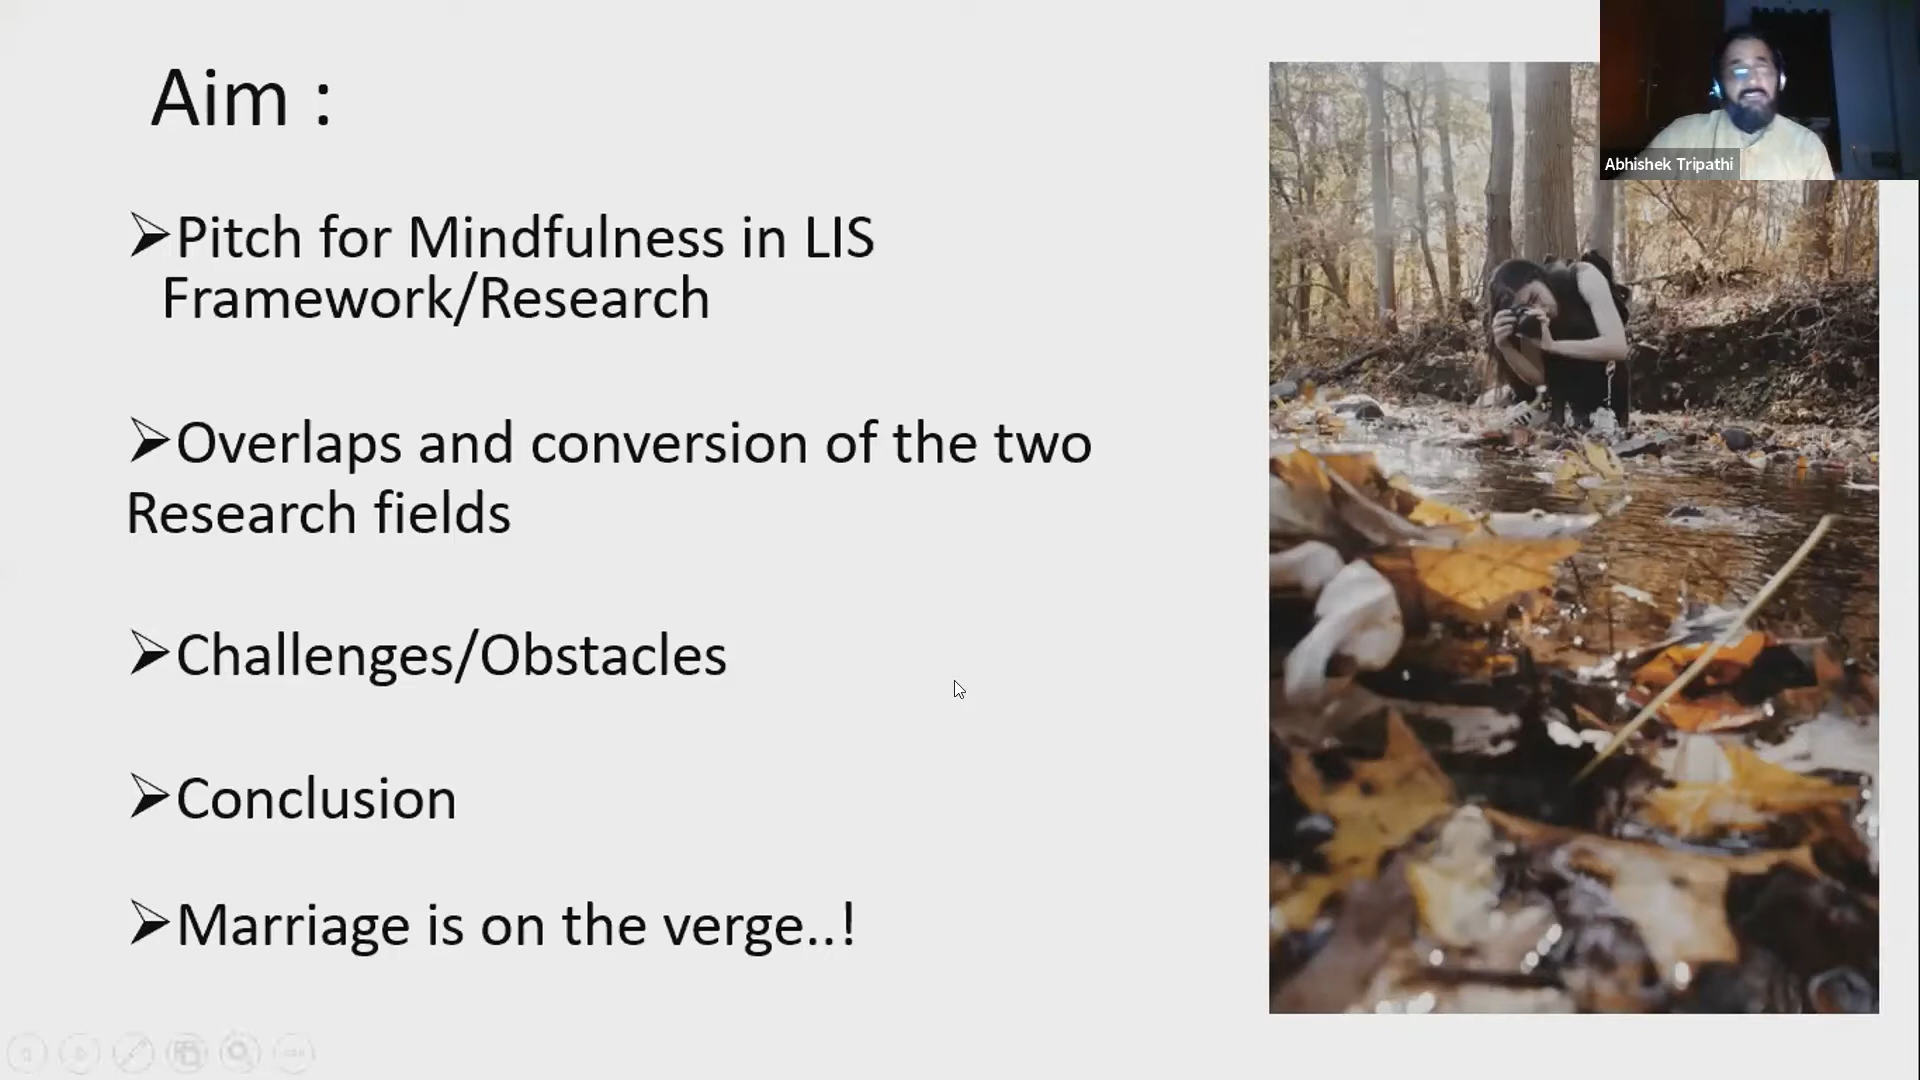 Aim :
➢Pitch for Mindfulness in LIS
Framework/Research
➢Overlaps and conversion of the two
Research fields
➢Challenges/Obstacles
➢Conclusion
➢Marriage is on the verge..!
Abhishek Tripathi